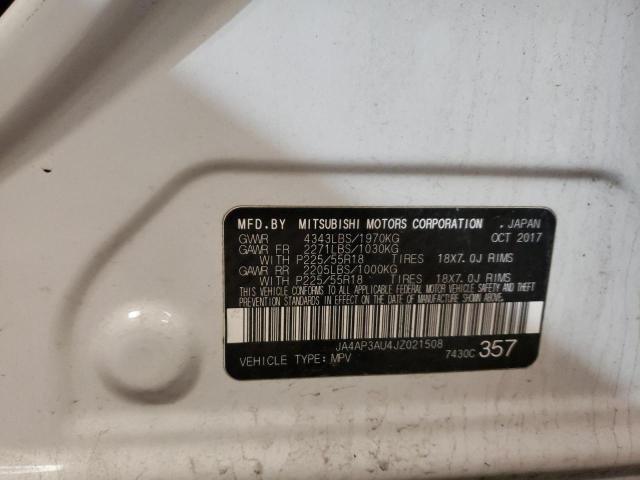 MFD.BY MITSUBISHI MOTORS CORPORATION, JAPAN
GVWR 4343LBS/1970KG OCT 2017
GAWR FR 2271LBS/1030KG
WITH P225/55R18 TIRES 18X7.0J RIMS
GAWR RR 2205LBS/1000KG
WITH P225/55R18 TIRES 18X7.0J RIMS
THIS VEHICLE CONFORMS TO ALL APPLICABLE FEDERAL MOTOR VEHICLE SAFETY AND THEFT
PREVENTION STANDARDS IN EFFECT ON THE DATE OF MANUFACTURE SHOWN ABOVE.
JA4AP3AU4JZ021508
VEHICLE TYPE: MPV 7430C 357